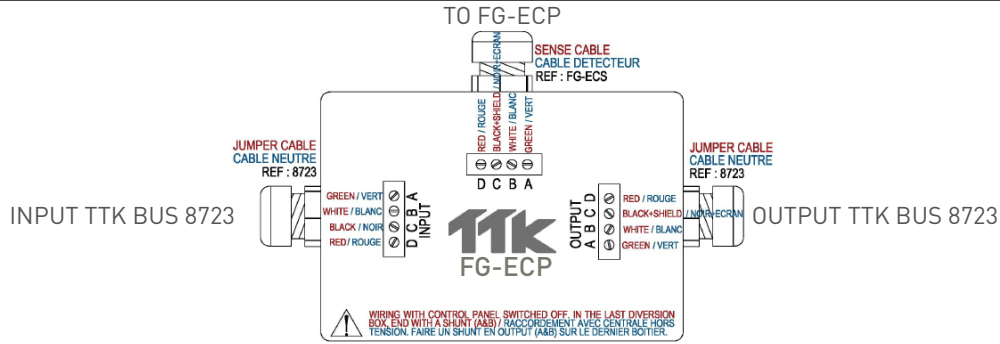 TO FG-ECP
SENSE CABLE
CABLE DETECTEUR
REF : FG-ECS
RED / ROUGE
BLACK+SHIELD / NOIR+ECRAN
WHITE / BLANC
GREEN / VERT
D C B A
JUMPER CABLE
CABLE NEUTRE
REF : 8723
INPUT TTK BUS 8723
GREEN / VERT
WHITE / BLANC
BLACK / NOIR
RED/ ROUGE
A
B
C
D
INPUT
TTK
FG-ECP
OUTPUT
D
C
B
A
RED / ROUGE
BLACK+SHIELD / NOIR+ECRAN
WHITE / BLANC
GREEN / VERT
JUMPER CABLE
CABLE NEUTRE
REF : 8723
OUTPUT TTK BUS 8723
WIRING WITH CONTROL PANEL SWITCHED OFF. IN THE LAST DIVERSION
BOX, END WITH A SHUNT (A&B) / RACCORDEMENT AVEC CENTRALE HORS
TENSION. FAIRE UN SHUNT EN OUTPUT (A&B) SUR LE DERNIER BOITIER.